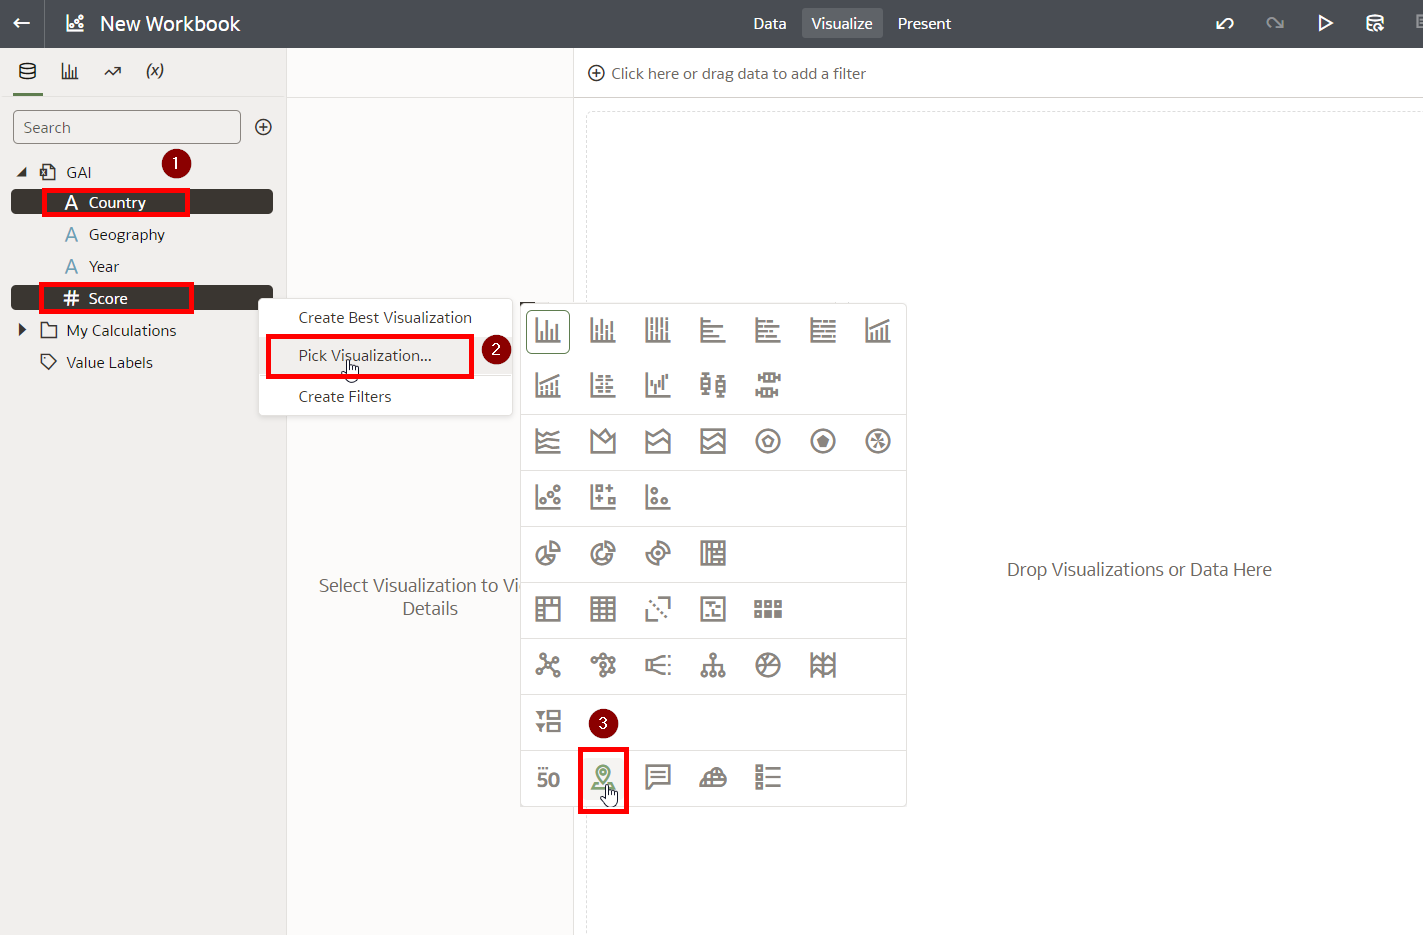 New Workbook
Data
Visualize
Present
(x)
Click here or drag data to add a filter
Search
1
GAI
A Country
A Geography
A Year
# Score
My Calculations
Value Labels
Create Best Visualization
Pick Visualization...
2
Create Filters
Select Visualization to Vi
Details
Drop Visualizations or Data Here
3
50